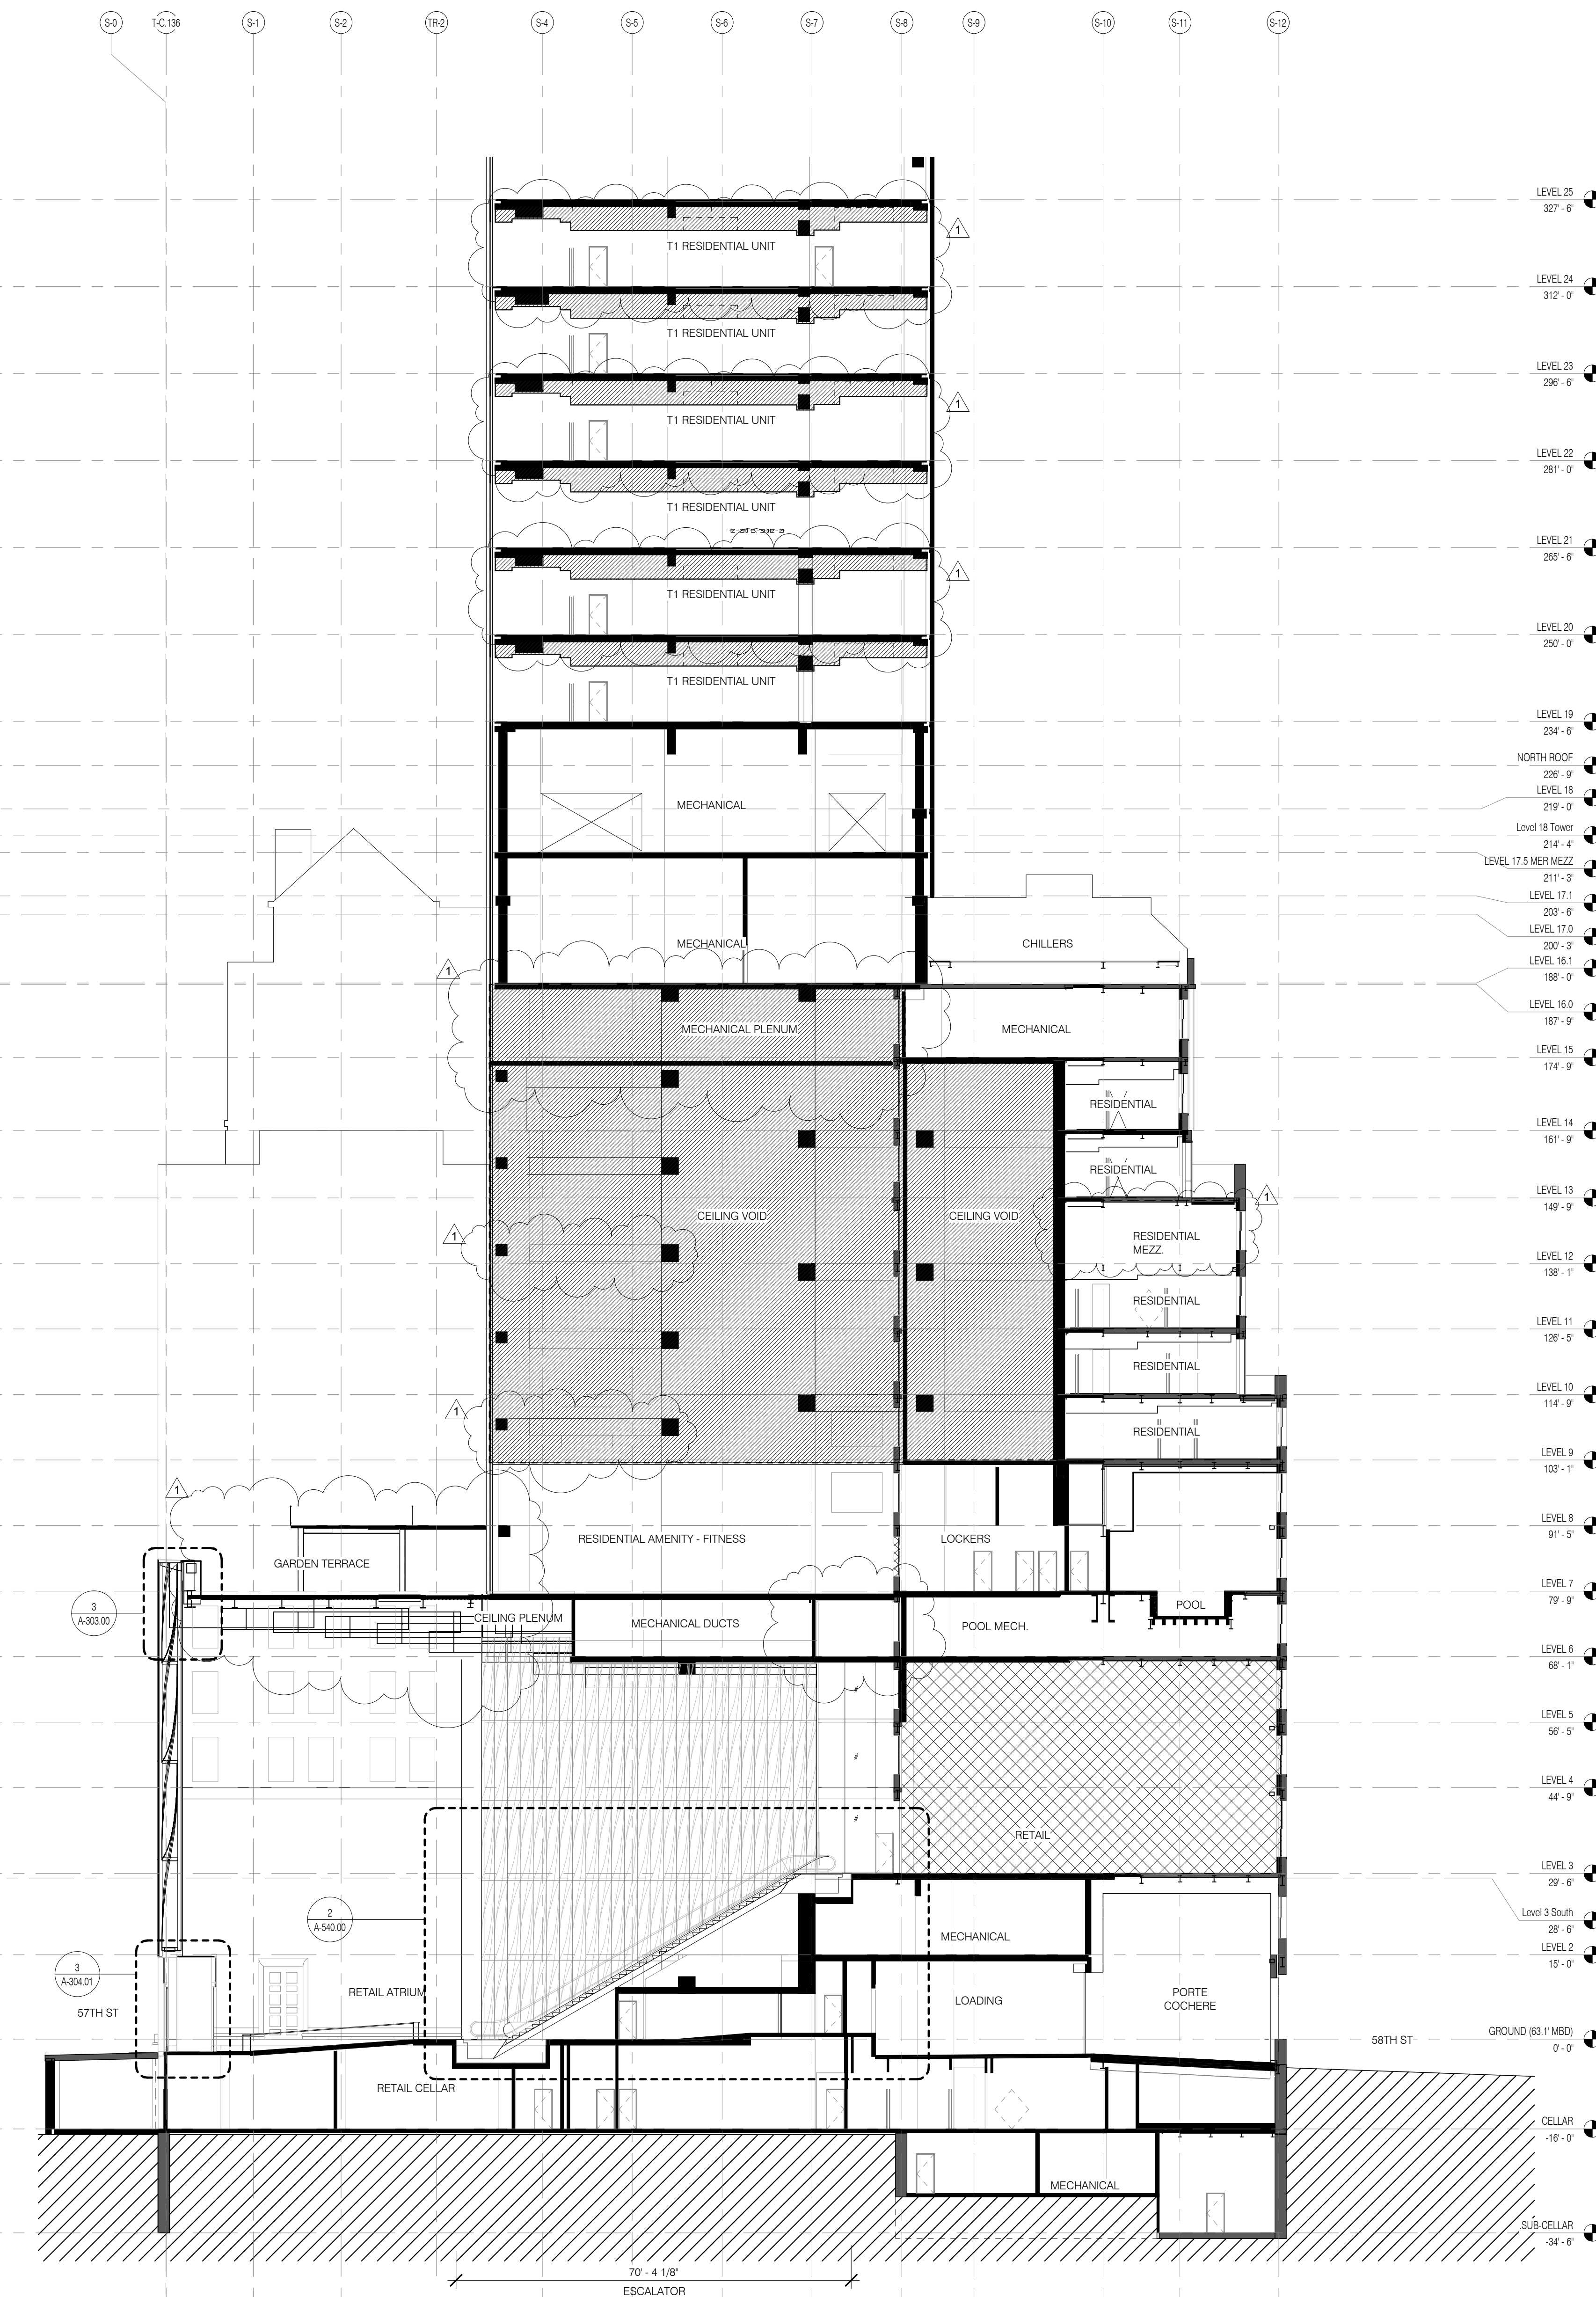 S-0
T-C.136
S-1
S-2
TR-2
S-4
S-5
S-6
S-7
S-8
S-9
S-10
S-11
S-12
LEVEL 25
327' - 6"
1
T1 RESIDENTIAL UNIT
LEVEL 24
312' - 0"
T1 RESIDENTIAL UNIT
LEVEL 23
296' - 6"
1
T1 RESIDENTIAL UNIT
LEVEL 22
281' - 0"
T1 RESIDENTIAL UNIT
LEVEL 21
265' - 6"
1
T1 RESIDENTIAL UNIT
LEVEL 20
250' - 0"
T1 RESIDENTIAL UNIT
LEVEL 19
234' - 6"
NORTH ROOF
226' - 9"
LEVEL 18
219' - 0"
MECHANICAL
Level 18 Tower
214' - 4"
LEVEL 17.5 MER MEZZ
211' - 3"
LEVEL 17.1
203' - 6"
LEVEL 17.0
200' - 3"
MECHANICAL
CHILLERS
LEVEL 16.1
188' - 0"
1
LEVEL 16.0
187' - 9"
MECHANICAL PLENUM
MECHANICAL
LEVEL 15
174' - 9"
RESIDENTIAL
LEVEL 14
161' - 9"
RESIDENTIAL
LEVEL 13
149' - 9"
1
CEILING VOID
CEILING VOID
1
RESIDENTIAL
MEZZ.
LEVEL 12
138' - 1"
RESIDENTIAL
LEVEL 11
126' - 5"
RESIDENTIAL
LEVEL 10
114' - 9"
1
RESIDENTIAL
LEVEL 9
103' - 1"
1
LEVEL 8
91' - 5"
RESIDENTIAL AMENITY - FITNESS
LOCKERS
GARDEN TERRACE
LEVEL 7
79' - 9"
3
A-303.00
CEILING PLENUM
MECHANICAL DUCTS
POOL MECH.
POOL
LEVEL 6
68' - 1"
LEVEL 5
56' - 5"
LEVEL 4
44' - 9"
RETAIL
LEVEL 3
29' - 6"
2
A-540.00
Level 3 South
28' - 6"
MECHANICAL
LEVEL 2
15' - 0"
3
A-304.01
RETAIL ATRIUM
LOADING
PORTE
COCHERE
57TH ST
58TH ST
GROUND (63.1' MBD)
0' - 0"
RETAIL CELLAR
CELLAR
-16' - 0"
MECHANICAL
SUB-CELLAR
-34' - 6"
70' - 4 1/8"
ESCALATOR